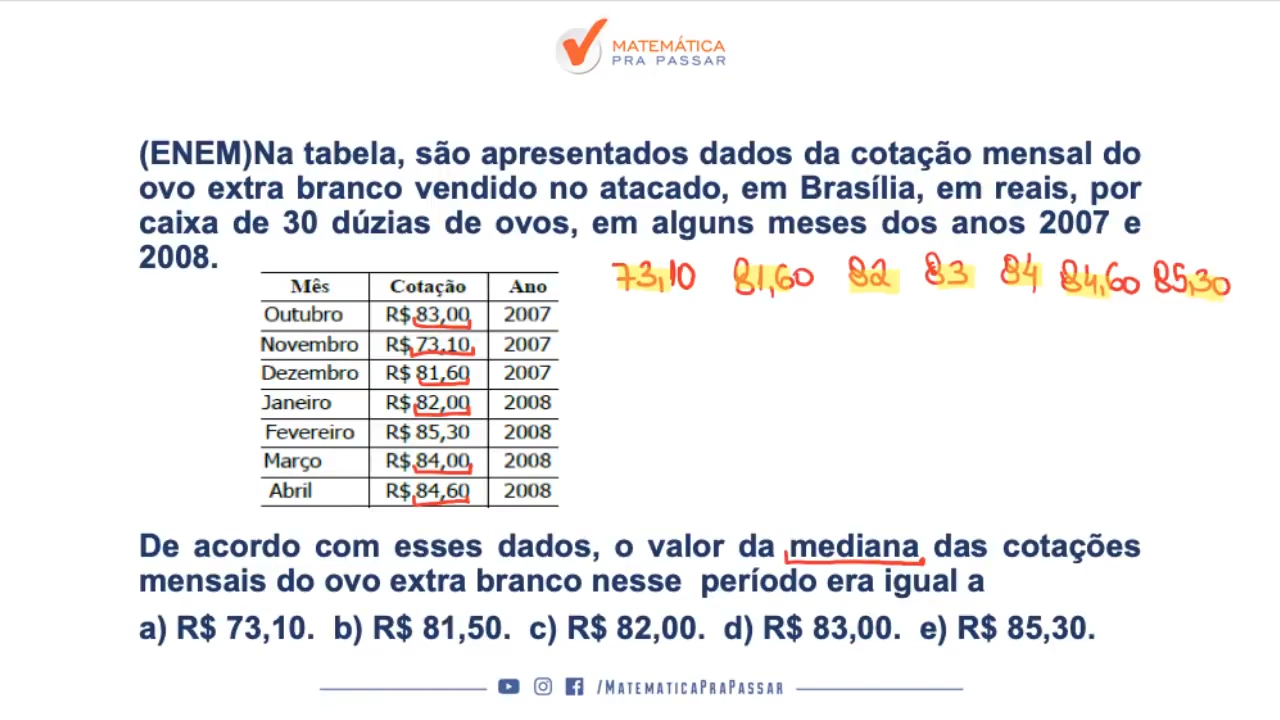 MATEMÁTICA
PRA PASSAR
(ENEM)Na tabela, são apresentados dados da cotação mensal do
ovo extra branco vendido no atacado, em Brasília, em reais, por
caixa de 30 dúzias de ovos, em alguns meses dos anos 2007 e
2008.
73,10 81,60 82 83 84 84,60 85,30
Mês Cotação Ano
Outubro R$ 83,00 2007
Novembro R$ 73,10 2007
Dezembro R$ 81,60 2007
Janeiro R$ 82,00 2008
Fevereiro R$ 85,30 2008
Março R$ 84,00 2008
Abril R$ 84,60 2008
De acordo com esses dados, o valor da mediana das cotações
mensais do ovo extra branco nesse período era igual a
a) R$ 73,10. b) R$ 81,50. c) R$ 82,00. d) R$ 83,00. e) R$ 85,30.
/MATEMATICAPRAPASSAR